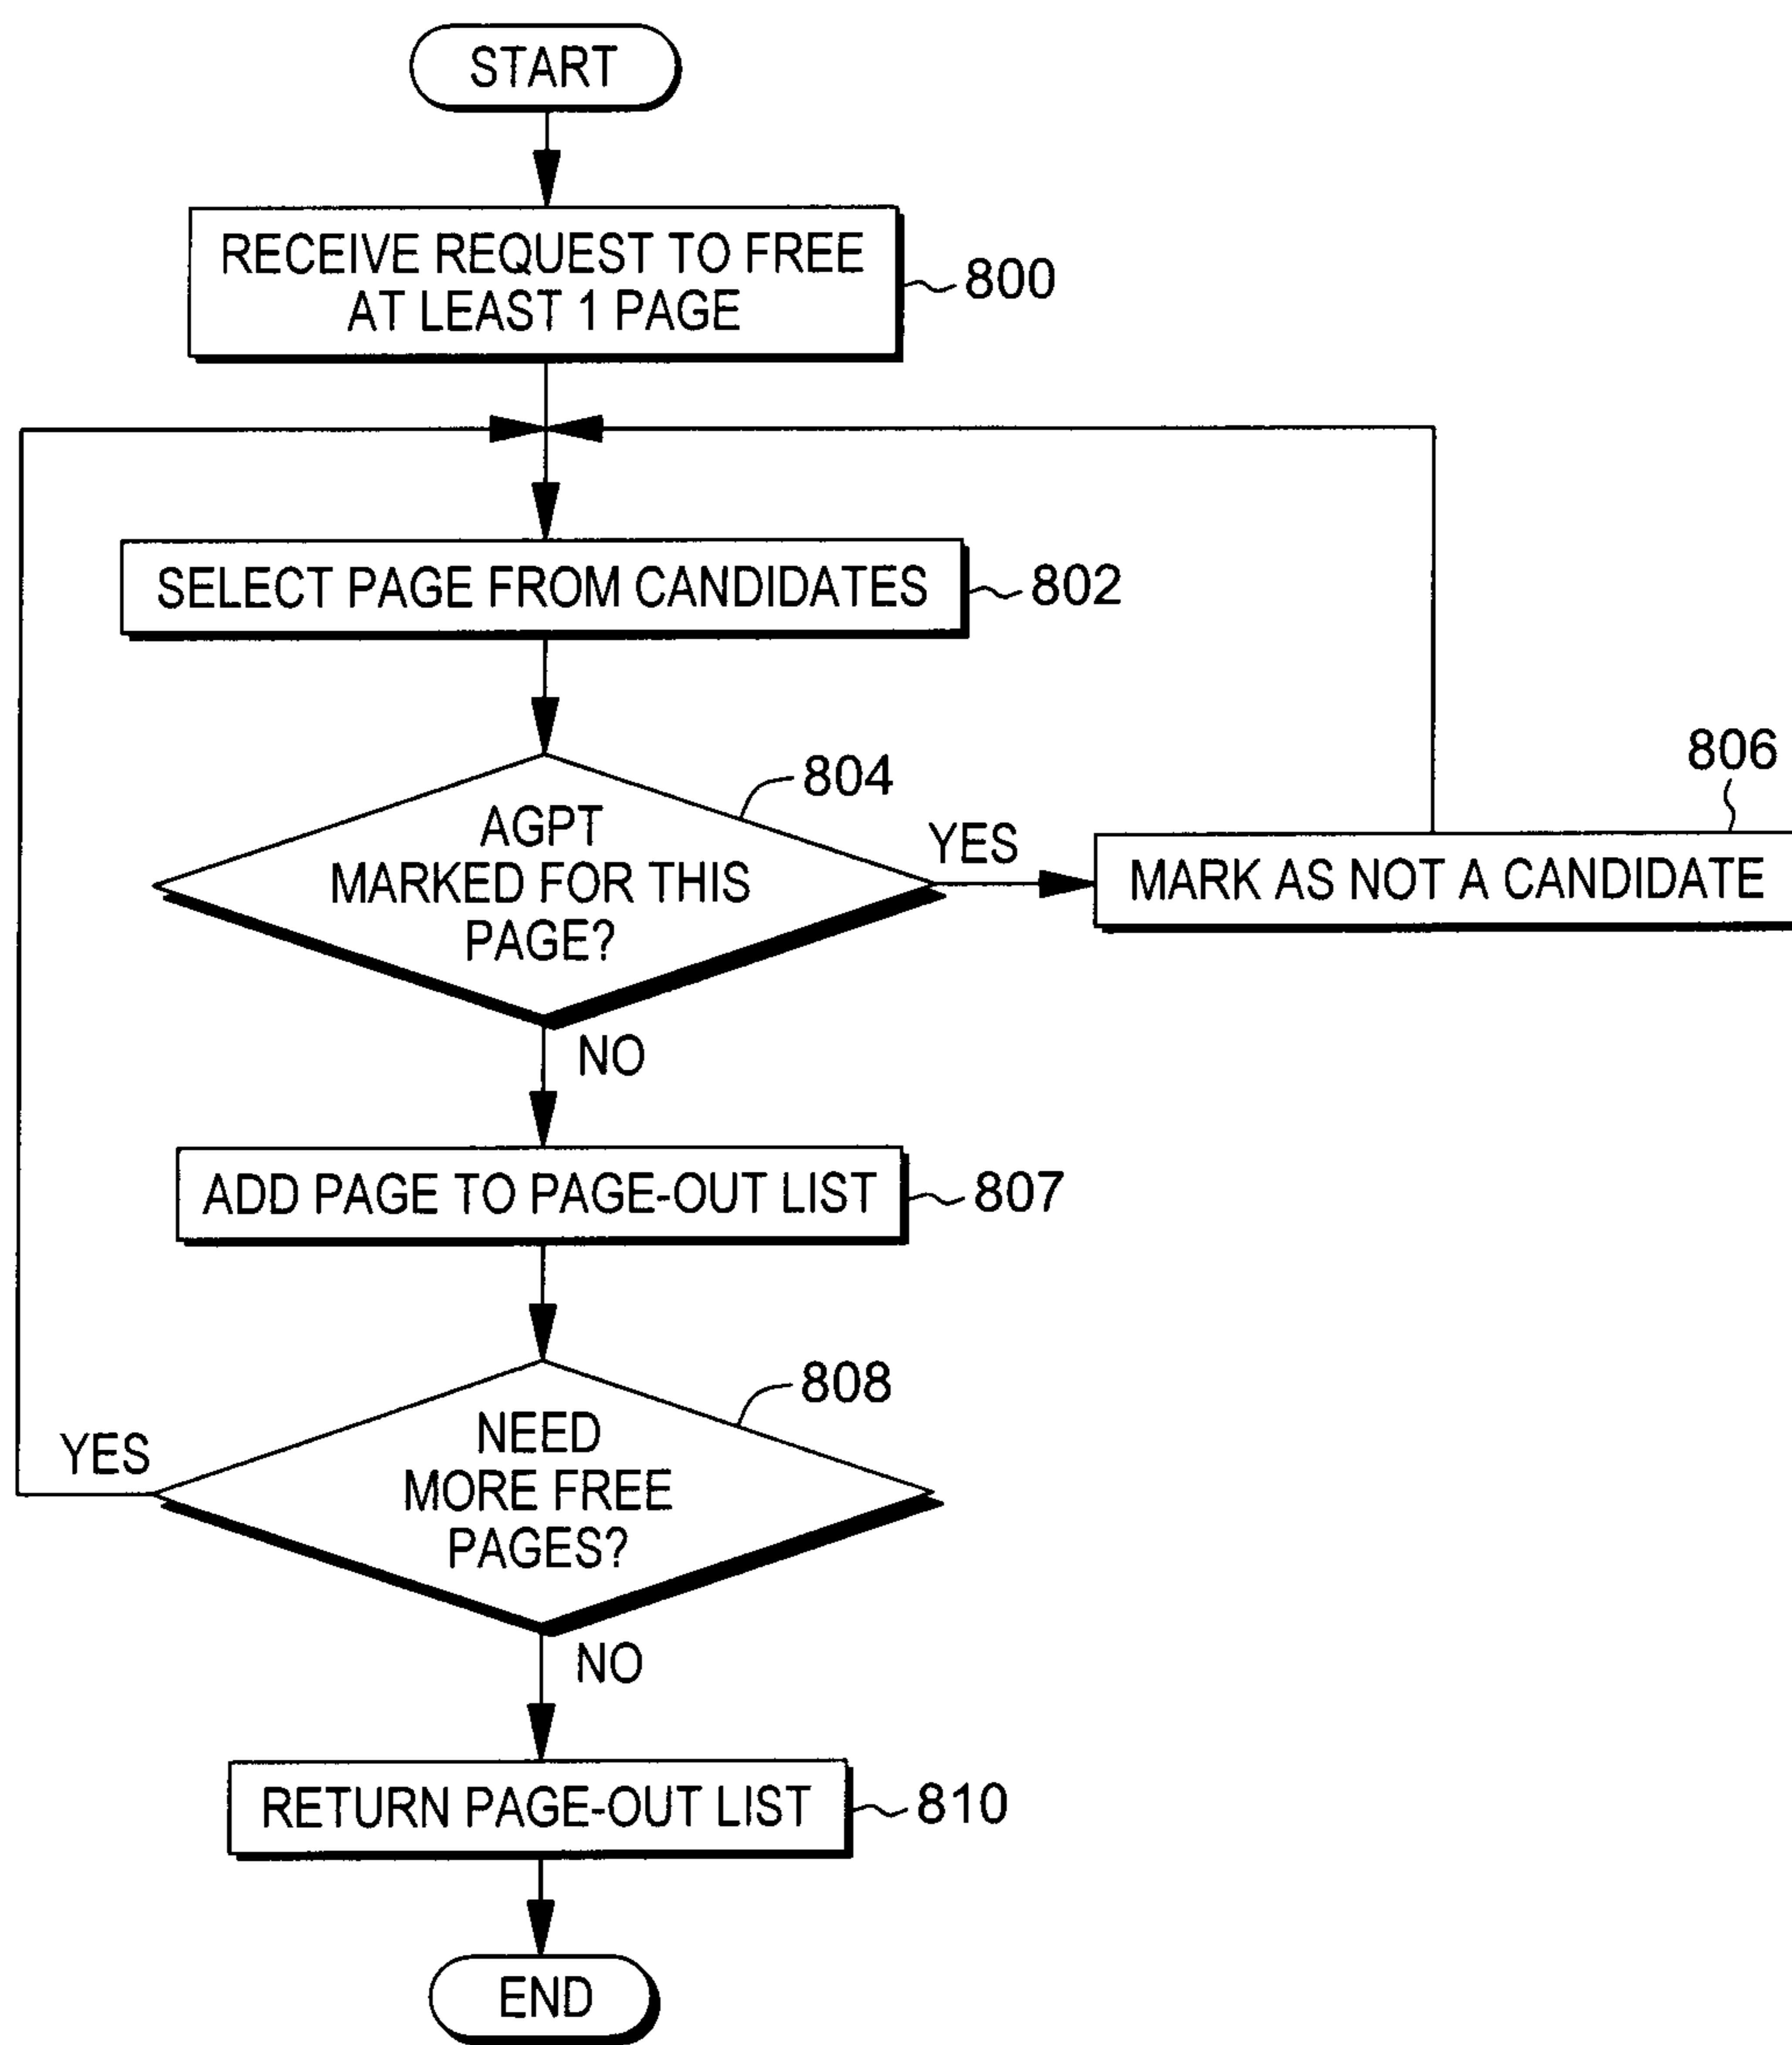 START
RECEIVE REQUEST TO FREE
AT LEAST 1 PAGE
800
SELECT PAGE FROM CANDIDATES
802
804
AGPT
MARKED FOR THIS
PAGE?
YES
806
MARK AS NOT A CANDIDATE
NO
ADD PAGE TO PAGE-OUT LIST
807
808
NEED
MORE FREE
PAGES?
YES
NO
RETURN PAGE-OUT LIST
810
END